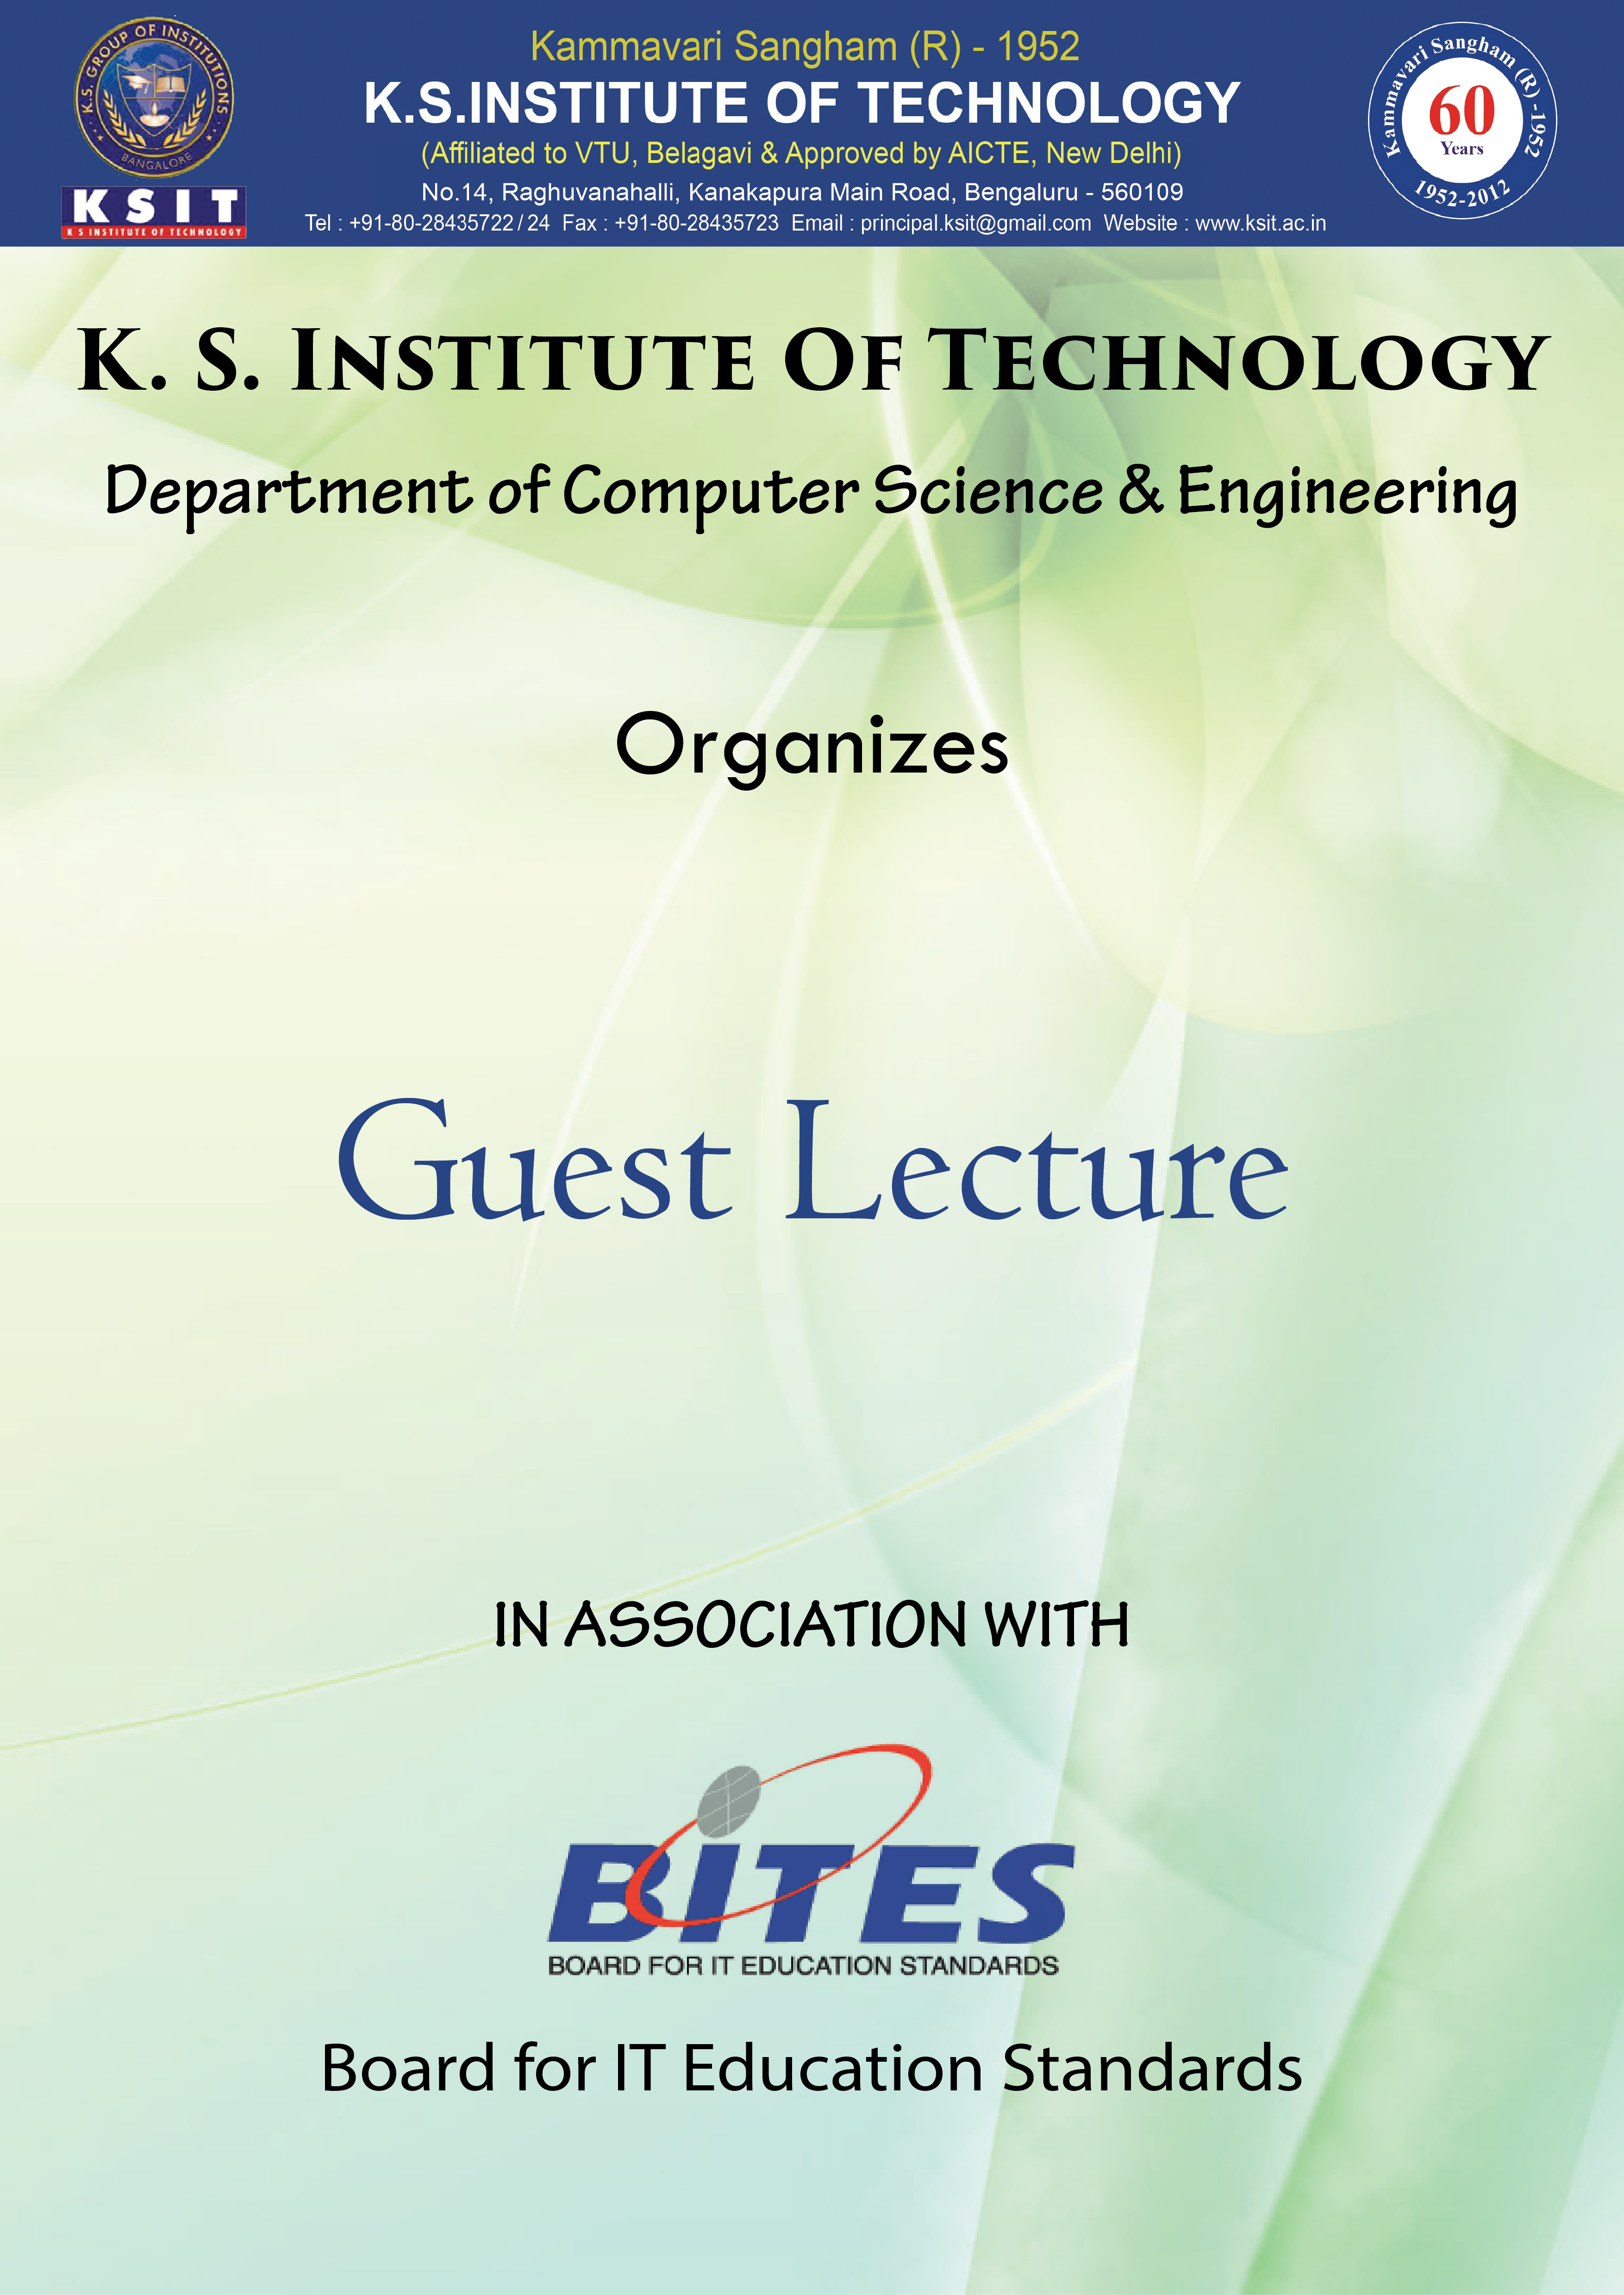 K.S. GROUP OF INSTITUTIONS
BANGALORE
KSIT
K S INSTITUTE OF TECHNOLOGY
Kammavari Sangham (R) - 1952
K.S.INSTITUTE OF TECHNOLOGY
(Affiliated to VTU, Belagavi & Approved by AICTE, New Delhi)
No.14, Raghuvanahalli, Kanakapura Main Road, Bengaluru - 560109
Tel : +91-80-28435722 / 24 Fax : +91-80-28435723 Email : principal.ksit@gmail.com Website : www.ksit.ac.in
Kammavari Sangham (R) -1952
60
Years
1952-2012
K. S. INSTITUTE OF TECHNOLOGY
Department of Computer Science & Engineering
Organizes
Guest Lecture
IN ASSOCIATION WITH
BITES
BOARD FOR IT EDUCATION STANDARDS
Board for IT Education Standards